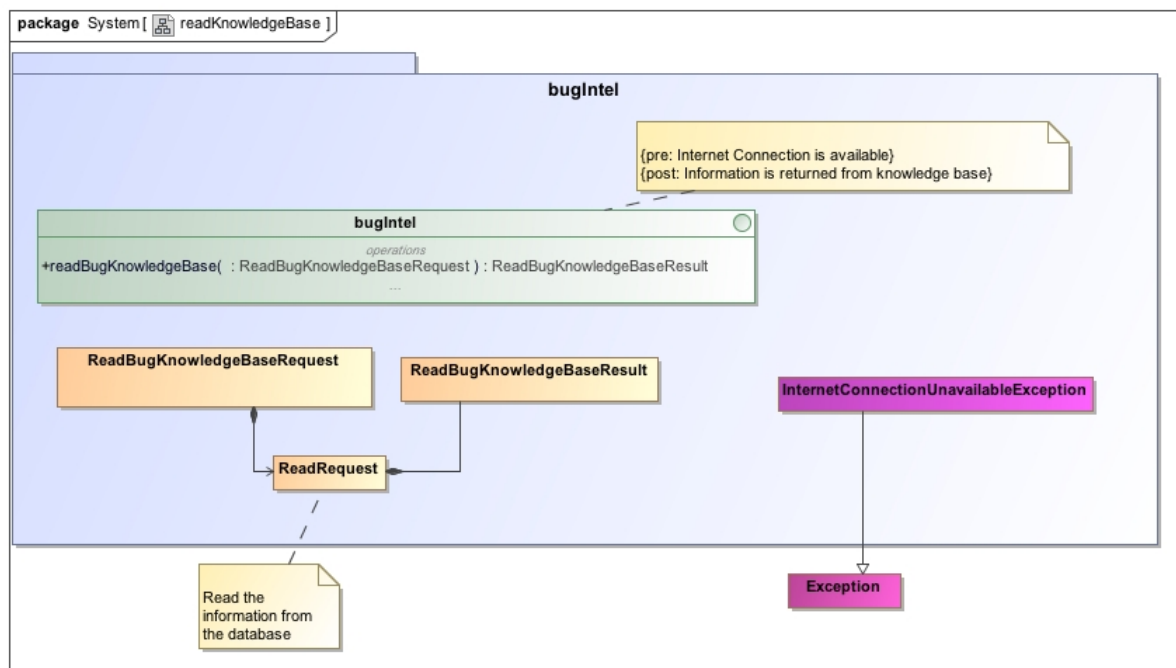 package System [ readKnowledgeBase ]
bugIntel
{pre: Internet Connection is available}
{post: Information is returned from knowledge base}
bugIntel
operations
+readBugKnowledgeBase( : ReadBugKnowledgeBaseRequest ) : ReadBugKnowledgeBaseResult
...
ReadBugKnowledgeBaseRequest
ReadBugKnowledgeBaseResult
InternetConnectionUnavailableException
ReadRequest
Exception
Read the
information from
the database